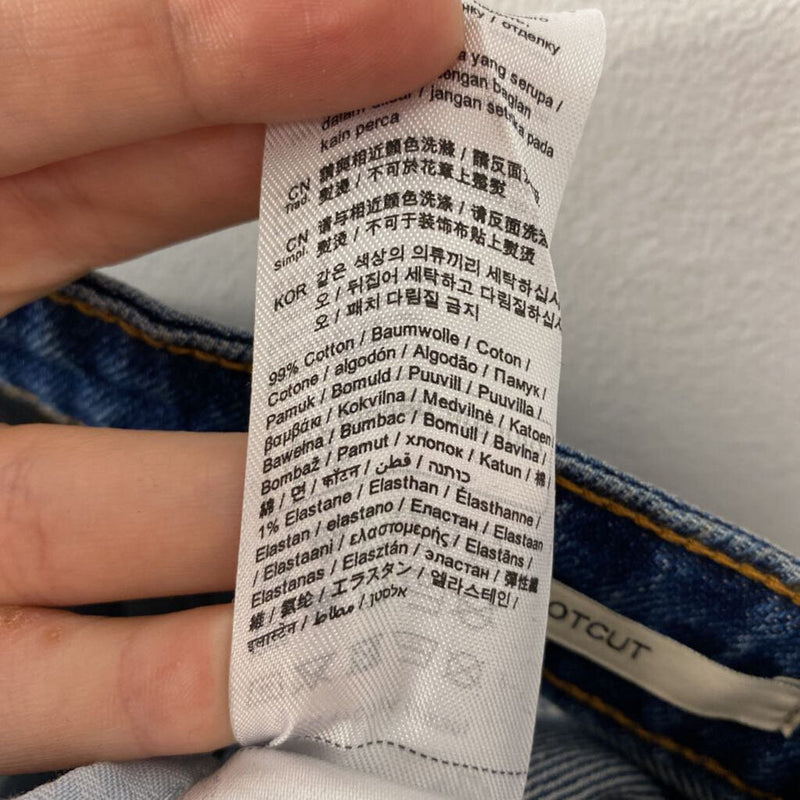 нку / отделку
yang serupa /
dengan bagian
dalam / jangan setrika pada
kain perca
CN Trad. 請與相近顏色洗滌 / 請反面
熨燙 / 不可於花章上整熨
CN Simpl. 请与相近颜色洗涤 / 请反面洗涤
熨烫 / 不可于装饰布贴上熨烫
KOR 같은 색상의 의류끼리 세탁하십시
오 / 뒤집어 세탁하고 다림질하십시
오 / 패치 다림질 금지
99% Cotton / Baumwolle / Coton /
Cotone / algodón / Algodão / Памук /
Pamuk / Bomuld / Puuvill / Puuvilla /
βαμβάκι / Kokvilna / Medvilnė / Katoen /
Bawełna / Bumbac / Bomull / Bavlna /
Bombaž / Pamut / хлопок / Katun / 棉
/ 綿 / 면 / कॉटन / قطن / כותנה
1% Elastane / Elasthan / Élasthanne /
Elastan / elastano / Еластан / Elastaan
/ Elastaani / ελαστομερής / Elastāns /
Elastanas / Elasztán / эластан / 彈性纖
維 / 氨纶 / エラスタン / 엘라스테인 /
इलास्टेन / مطاط / אלסטן
OTCUT